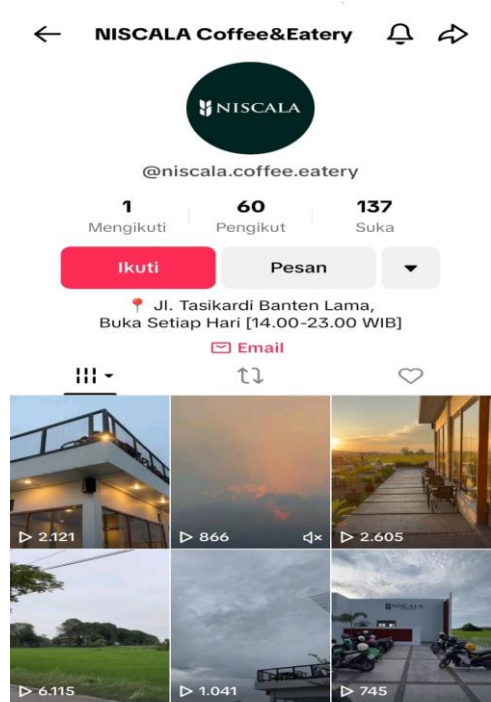 NISCALA Coffee&Eatery
NISCALA
@niscala.coffee.eatery
1 60 137
Mengikuti Pengikut Suka
Ikuti Pesan
Jl. Tasikardi Banten Lama,
Buka Setiap Hari [14.00-23.00 WIB]
Email
2.121 866 2.605
NISCALA
6.115 1.041 745